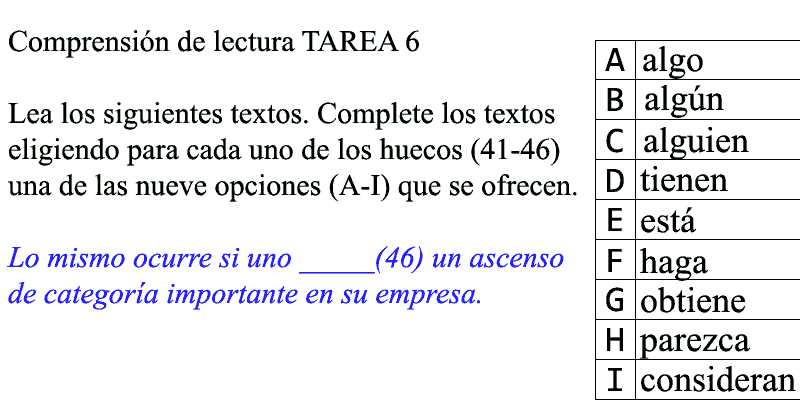 Comprensión de lectura TAREA 6
Lea los siguientes textos. Complete los textos
eligiendo para cada uno de los huecos (41-46)
una de las nueve opciones (A-I) que se ofrecen.
Lo mismo ocurre si uno _____(46) un ascenso
de categoría importante en su empresa.
A algo
B algún
C alguien
D tienen
E está
F haga
G obtiene
H parezca
I consideran